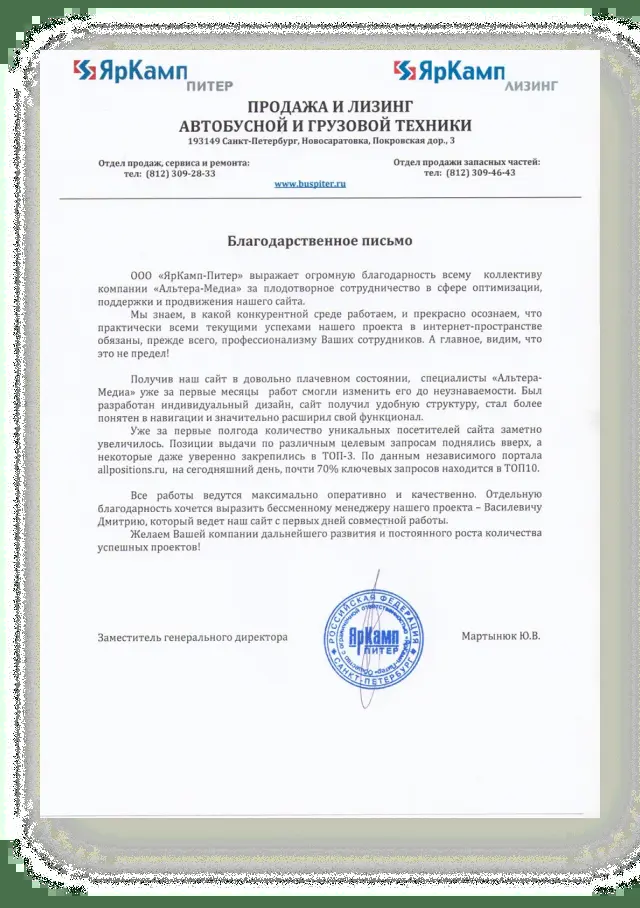 ЯрКамп ЯрКамп
ПИТЕР ЛИЗИНГ
ПРОДАЖА И ЛИЗИНГ
АВТОБУСНОЙ И ГРУЗОВОЙ ТЕХНИКИ
193149 Санкт-Петербург, Новосаратовка, Покровская дор., 3
Отдел продаж, сервиса и ремонта: Отдел продажи запасных частей:
тел: (812) 309-28-33 тел: (812) 309-46-43
www.buspiter.ru
Благодарственное письмо
ООО «ЯрКамп-Питер» выражает огромную благодарность всему коллективу
компании «Альтера-Медиа» за плодотворное сотрудничество в сфере оптимизации,
поддержки и продвижения нашего сайта.
Мы знаем, в какой конкурентной среде работаем, и прекрасно осознаем, что
практически всеми текущими успехами нашего проекта в интернет-пространстве
обязаны, прежде всего, профессионализму Ваших сотрудников. А главное, видим, что
это не предел!
Получив наш сайт в довольно плачевном состоянии, специалисты «Альтера-
Медиа» уже за первые месяцы работ смогли изменить его до неузнаваемости. Был
разработан индивидуальный дизайн, сайт получил удобную структуру, стал более
понятен в навигации и значительно расширил свой функционал.
Уже за первые полгода количество уникальных посетителей сайта заметно
увеличилось. Позиции выдачи по различным целевым запросам поднялись вверх, а
некоторые даже уверенно закрепились в ТОП-3. По данным независимого портала
allpositions.ru, на сегодняшний день, почти 70% ключевых запросов находится в ТОП10.
Все работы ведутся максимально оперативно и качественно. Отдельную
благодарность хочется выразить бессменному менеджеру нашего проекта – Василевичу
Дмитрию, который ведет наш сайт с первых дней совместной работы.
Желаем Вашей компании дальнейшего развития и постоянного роста количества
успешных проектов!
Заместитель генерального директора Мартынюк Ю.В.
РОССИЙСКАЯ ФЕДЕРАЦИЯ
ЯрКамп
ПИТЕР
САНКТ-ПЕТЕРБУРГ